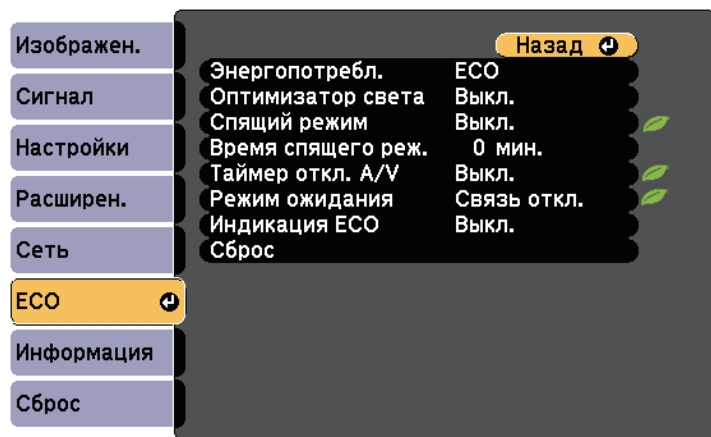 Изображен.
Сигнал
Настройки
Расширен.
Сеть
ECO
Информация
Сброс
Назад
Энергопотребл. ECO
Оптимизатор света Выкл.
Спящий режим Выкл.
Время спящего реж. 0 мин.
Таймер откл. A/V Выкл.
Режим ожидания Связь откл.
Индикация ECO Выкл.
Сброс